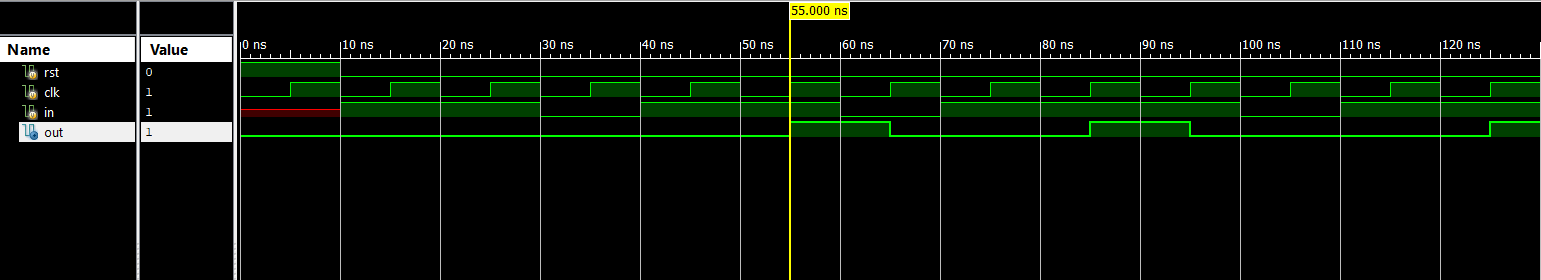 55.000 ns
Name Value 0 ns 10 ns 20 ns 30 ns 40 ns 50 ns 60 ns 70 ns 80 ns 90 ns 100 ns 110 ns 120 ns
rst 0
clk 1
in 1
out 1